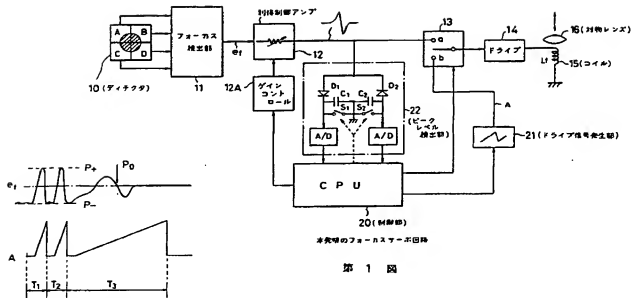 A B C D
10 (ディテクタ)
フォーカス
検出部
11
ef
利得制御アンプ
12
12A
ゲイン
コント
ロール
13
a
b
14
ドライブ
16(対物レンズ)
15(コイル)
Lf
D1 C1 C2 D2
S1 S2
22
(ピーク
レベル
検出部)
A/D A/D
A
21(ドライブ信号発生部)
CPU
20(制御部)
本発明のフォーカスサーボ回路
第 1 図
ef P+ P0
P-
A
T1 T2 T3